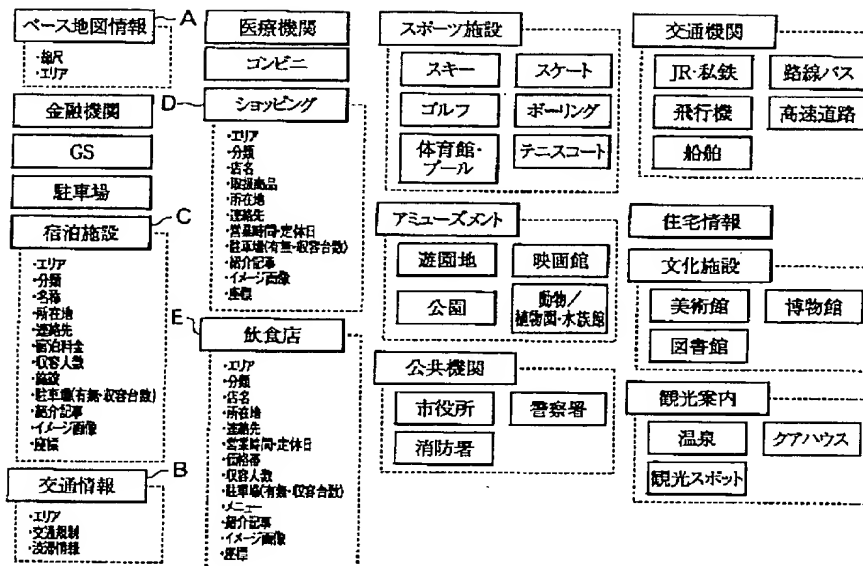 ベース地図情報
A
・縮尺
・エリア
金融機関
GS
駐車場
宿泊施設
C
・エリア
・分類
・名称
・所在地
・連絡先
・宿泊料金
・収容人数
・施設
・駐車場(有無・収容台数)
・紹介記事
・イメージ画像
・座標
交通情報
B
・エリア
・交通規制
・渋滞情報
医療機関
コンビニ
D
ショッピング
・エリア
・分類
・店名
・取扱商品
・所在地
・連絡先
・営業時間・定休日
・駐車場(有無・収容台数)
・紹介記事
・イメージ画像
・座標
E
飲食店
・エリア
・分類
・店名
・所在地
・連絡先
・営業時間・定休日
・価格帯
・収容人数
・駐車場(有無・収容台数)
・メニュー
・紹介記事
・イメージ画像
・座標
スポーツ施設
スキー
スケート
ゴルフ
ボーリング
体育館・
プール
テニスコート
アミューズメント
遊園地
映画館
公園
動物/
植物園・水族館
公共機関
市役所
警察署
消防署
交通機関
JR・私鉄
路線バス
飛行機
高速道路
船舶
住宅情報
文化施設
美術館
博物館
図書館
観光案内
温泉
クアハウス
観光スポット